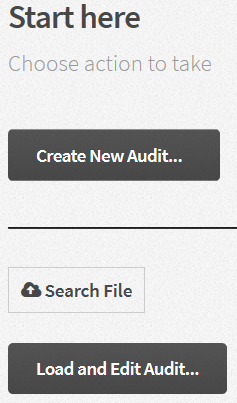 Start here
Choose action to take
Create New Audit...
Search File
Load and Edit Audit...